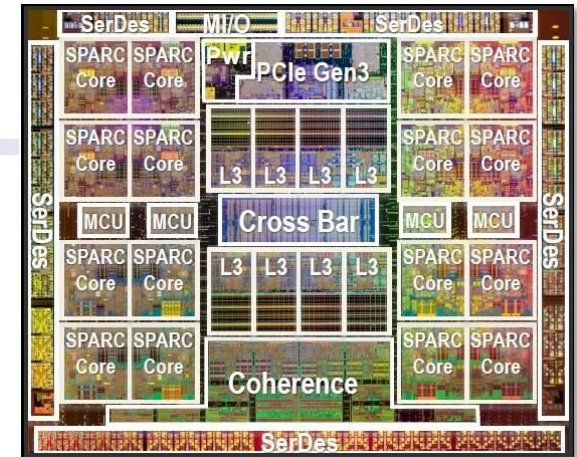 SerDes MI/O SerDes
SPARC SPARC Pwr PCIe Gen3 SPARC SPARC
Core Core Core Core
SPARC SPARC SPARC SPARC
Core Core L3 L3 L3 L3 Core Core
SerDes MCU MCU Cross Bar MCU MCU SerDes
SPARC SPARC L3 L3 L3 L3 SPARC SPARC
Core Core Core Core
SPARC SPARC SPARC SPARC
Core Core Coherence Core Core
SerDes